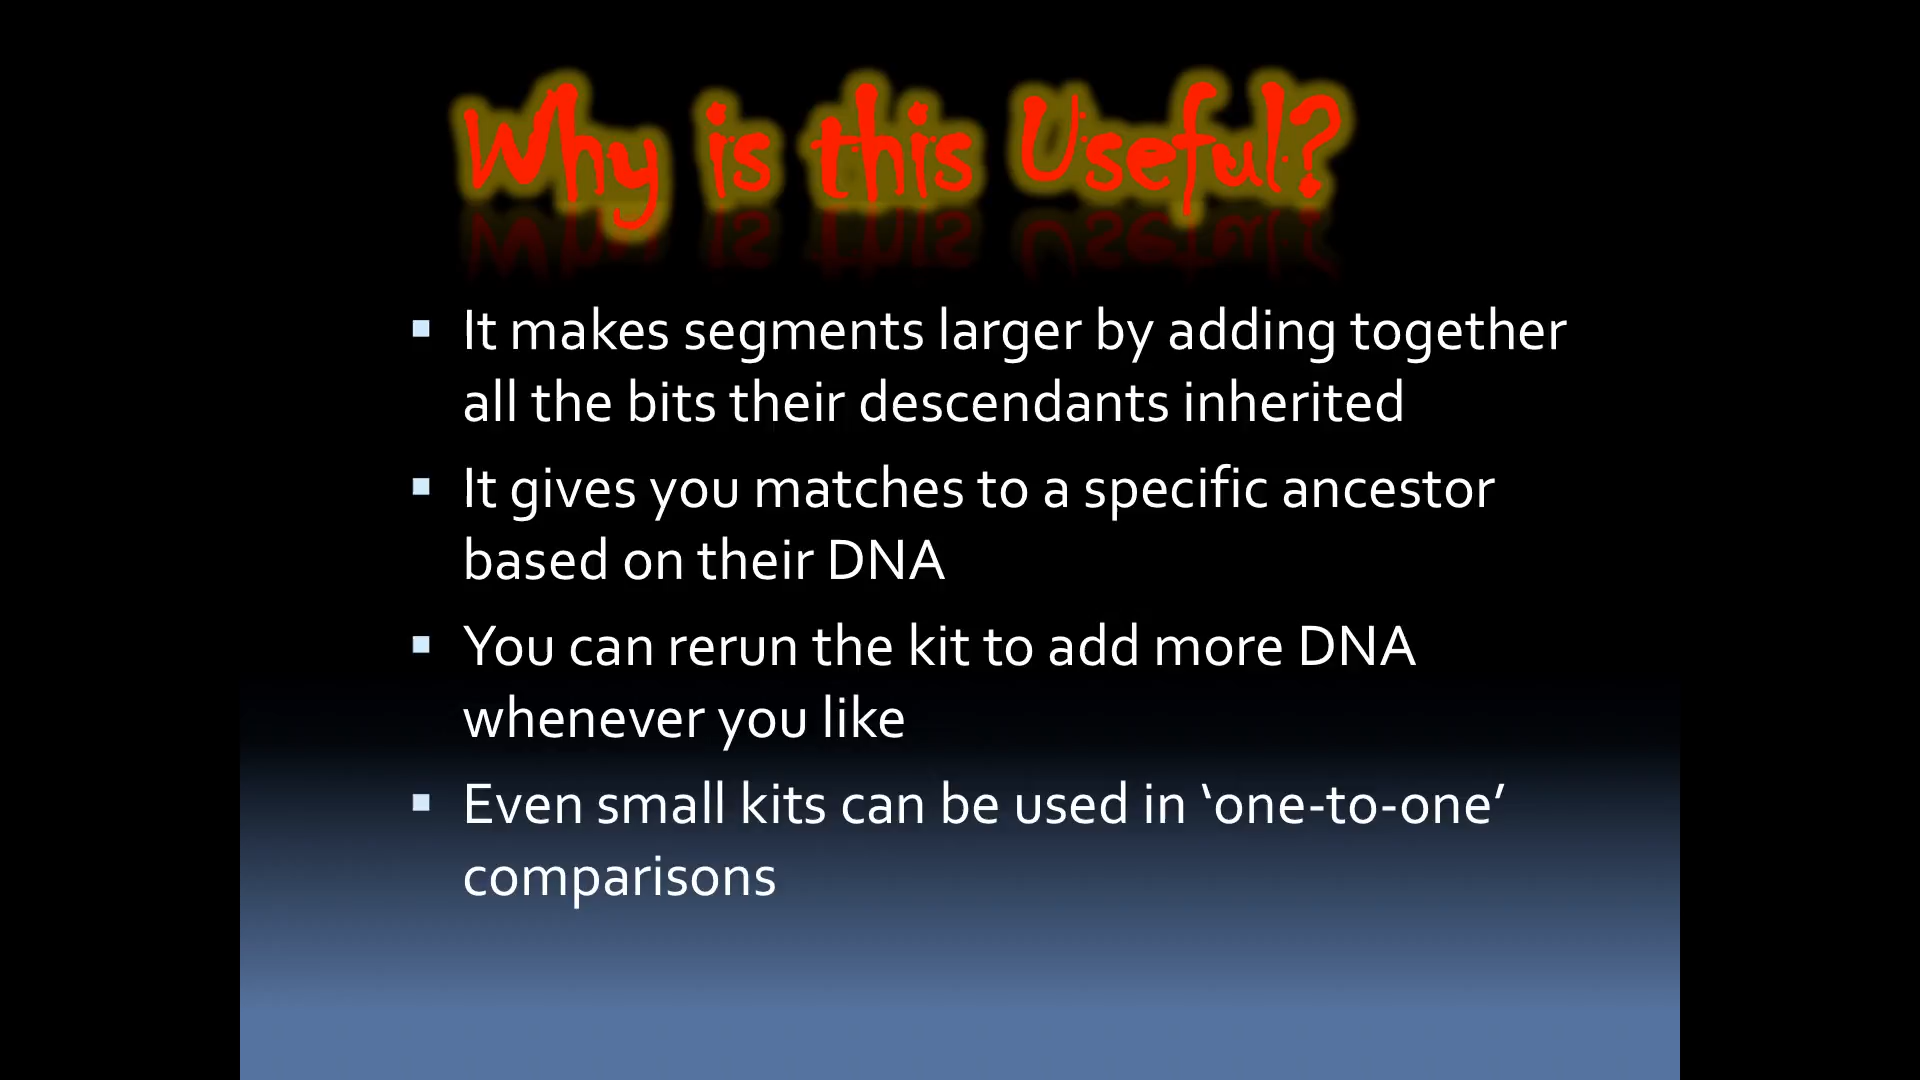 Why is this Useful?
It makes segments larger by adding together
all the bits their descendants inherited
It gives you matches to a specific ancestor
based on their DNA
You can rerun the kit to add more DNA
whenever you like
Even small kits can be used in ‘one-to-one’
comparisons